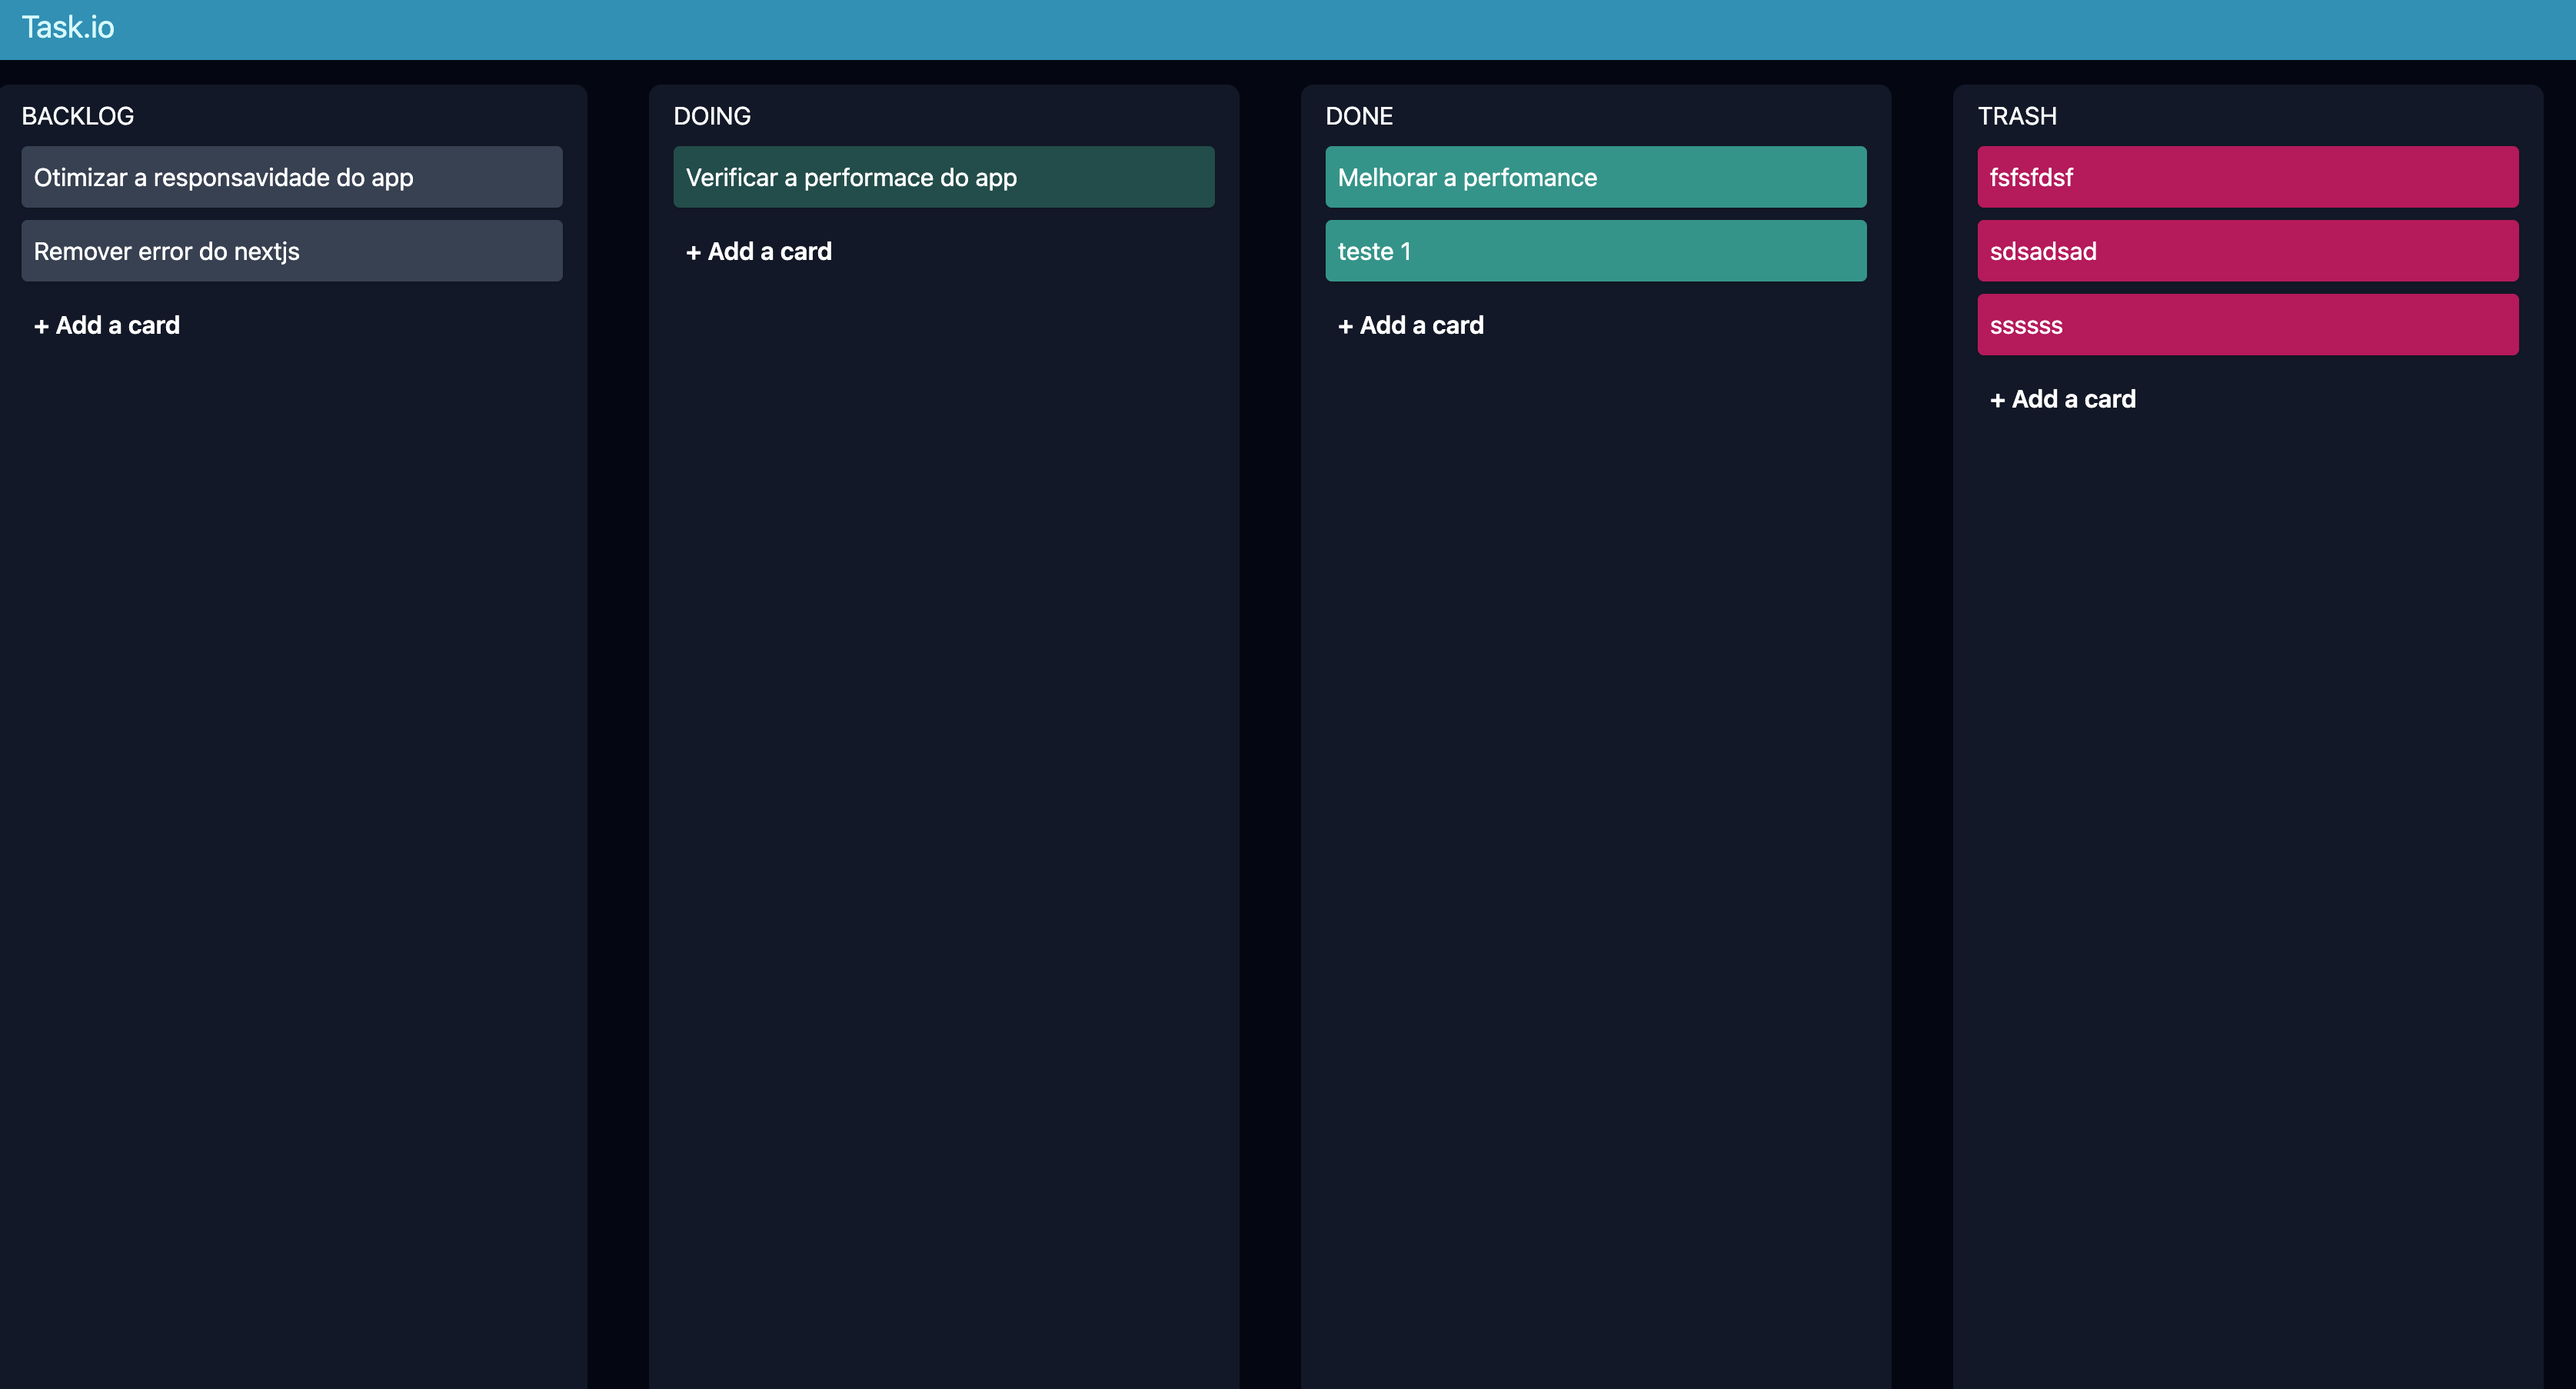 Task.io
BACKLOG
Otimizar a responsavidade do app
Remover error do nextjs
+ Add a card
DOING
Verificar a performace do app
+ Add a card
DONE
Melhorar a perfomance
teste 1
+ Add a card
TRASH
fsfsfdsf
sdsadsad
ssssss
+ Add a card